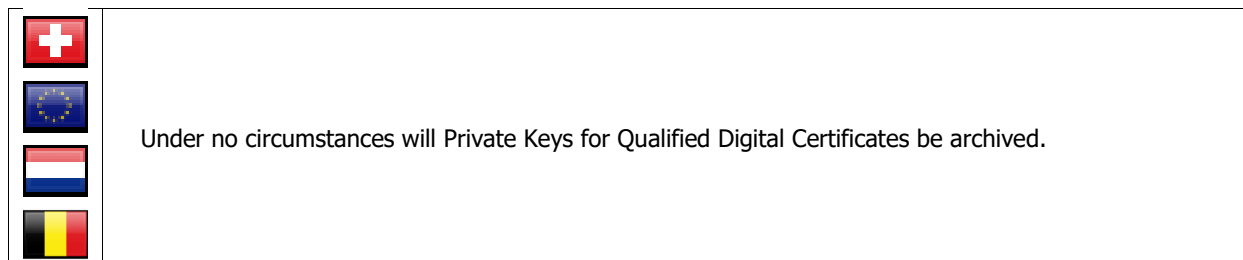 Under no circumstances will Private Keys for Qualified Digital Certificates be archived.